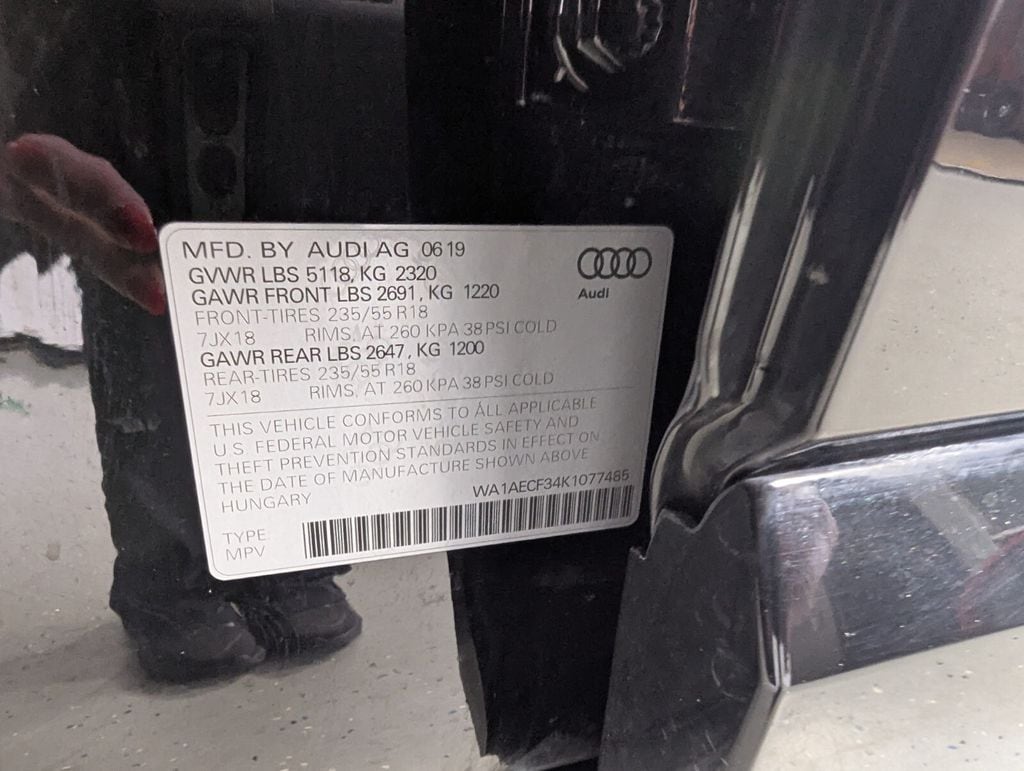 MFD. BY AUDI AG 06 19
GVWR LBS 5118, KG 2320
GAWR FRONT LBS 2691, KG 1220
FRONT-TIRES 235/55 R18
7JX18 RIMS, AT 260 KPA 38 PSI COLD
GAWR REAR LBS 2647, KG 1200
REAR-TIRES 235/55 R18
7JX18 RIMS, AT 260 KPA 38 PSI COLD
Audi
THIS VEHICLE CONFORMS TO ALL APPLICABLE
U.S. FEDERAL MOTOR VEHICLE SAFETY AND
THEFT PREVENTION STANDARDS IN EFFECT ON
THE DATE OF MANUFACTURE SHOWN ABOVE
HUNGARY
WA1AECF34K1077485
TYPE:
MPV